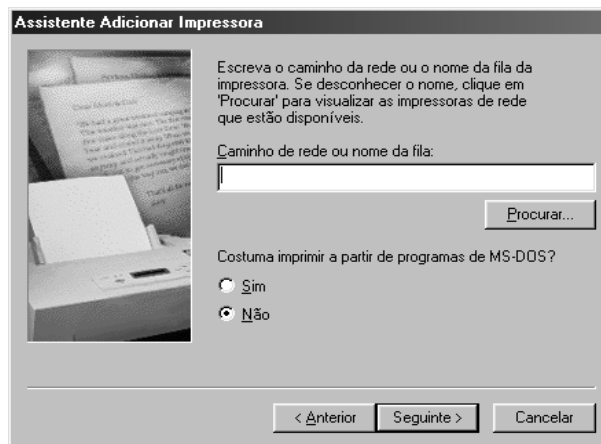 Assistente Adicionar Impressora
Escreva o caminho da rede ou o nome da fila da
impressora. Se desconhecer o nome, clique em
'Procurar' para visualizar as impressoras de rede
que estão disponíveis.
Caminho de rede ou nome da fila:
Procurar...
Costuma imprimir a partir de programas de MS-DOS?
Sim
Não
< Anterior
Seguinte >
Cancelar